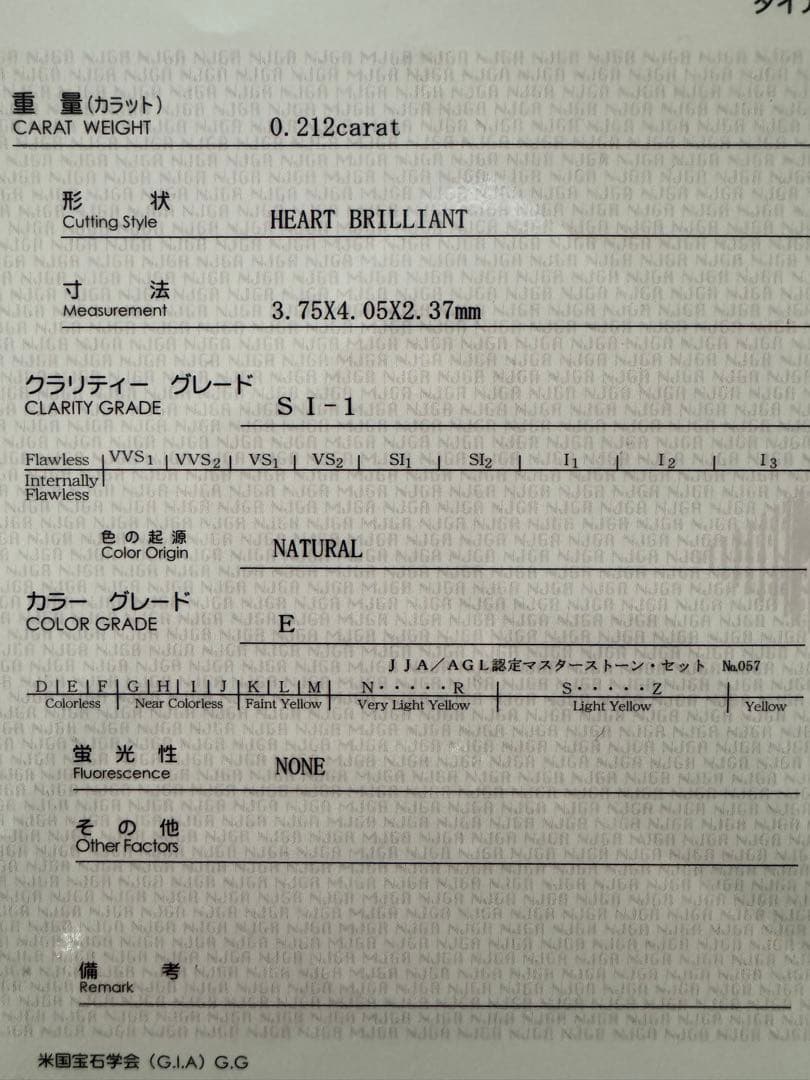 重 量(カラット)
CARAT WEIGHT 0.212carat
形 状
Cutting Style HEART BRILLIANT
寸 法
Measurement 3.75X4.05X2.37mm
クラリティー グレード
CLARITY GRADE SI-1
Flawless VVS1 VVS2 VS1 VS2 SI1 SI2 I1 I2 I3
Internally
Flawless
色の起源
Color Origin NATURAL
カラー グレード
COLOR GRADE E
JJA/AGL認定マスターストーン・セット №057
D E F G H I J K L M N・・・・・R S・・・・・Z
Colorless Near Colorless Faint Yellow Very Light Yellow Light Yellow Yellow
蛍光性
Fluorescence NONE
その他
Other Factors
備 考
Remark
米国宝石学会(G.I.A)G.G